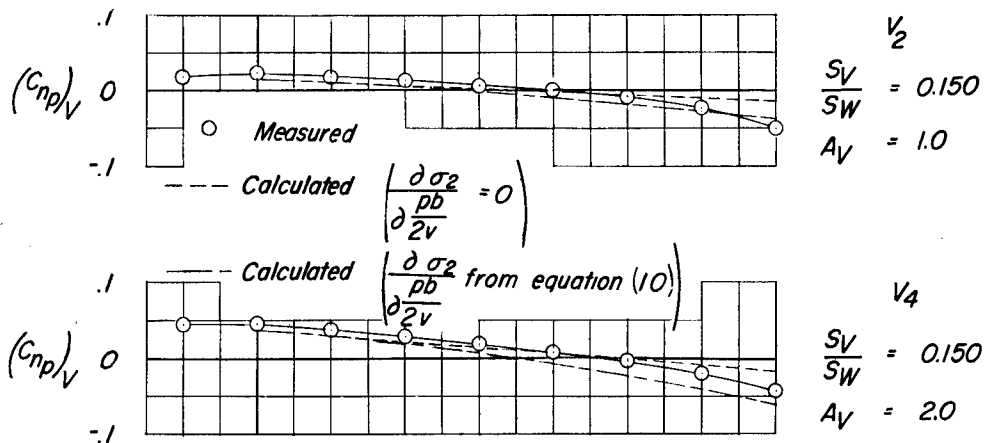 .1
V2
(Cnp)V 0
SV/SW = 0.150
Measured
AV = 1.0
-.1
Calculated (∂σ2/∂ pb/2v = 0)
Calculated (∂σ2/∂ pb/2v from equation (10))
.1
V4
(Cnp)V 0
SV/SW = 0.150
AV = 2.0
-.1